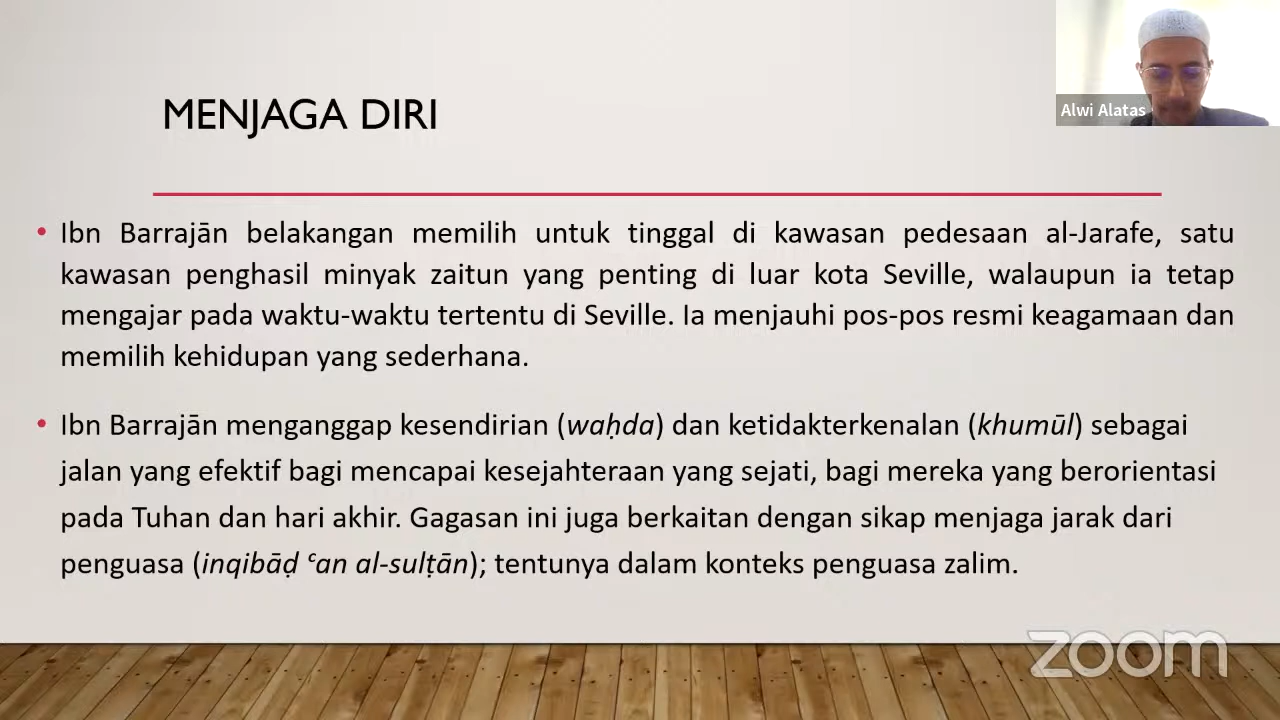 MENJAGA DIRI
Alwi Alatas
• Ibn Barrajān belakangan memilih untuk tinggal di kawasan pedesaan al-Jarafe, satu
kawasan penghasil minyak zaitun yang penting di luar kota Seville, walaupun ia tetap
mengajar pada waktu-waktu tertentu di Seville. Ia menjauhi pos-pos resmi keagamaan dan
memilih kehidupan yang sederhana.
• Ibn Barrajān menganggap kesendirian (waḥda) dan ketidakterkenalan (khumūl) sebagai
jalan yang efektif bagi mencapai kesejahteraan yang sejati, bagi mereka yang berorientasi
pada Tuhan dan hari akhir. Gagasan ini juga berkaitan dengan sikap menjaga jarak dari
penguasa (inqibāḍ ʿan al-sulṭān); tentunya dalam konteks penguasa zalim.
zoom